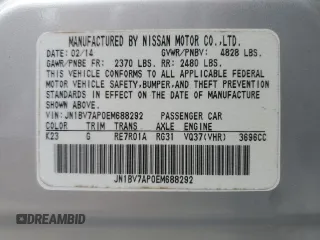 MANUFACTURED BY NISSAN MOTOR CO.,LTD.
DATE: 02/14 GVWR/PNBV: 4828 LBS.
GAWR/PNBE FR: 2370 LBS. RR: 2480 LBS.
THIS VEHICLE CONFORMS TO ALL APPLICABLE FEDERAL
MOTOR VEHICLE SAFETY,BUMPER,AND THEFT PREVENTION
STANDARDS IN EFFECT ON THE DATE OF MANUFACTURE
SHOWN ABOVE.
VIN: JN1BV7AP0EM688292 PASSENGER CAR
COLOR TRIM TRANS AXLE ENGINE
K23 G RE7R01A RG31 VQ37(VHR) 3696CC
JN1BV7AP0EM688292
DREAMBID